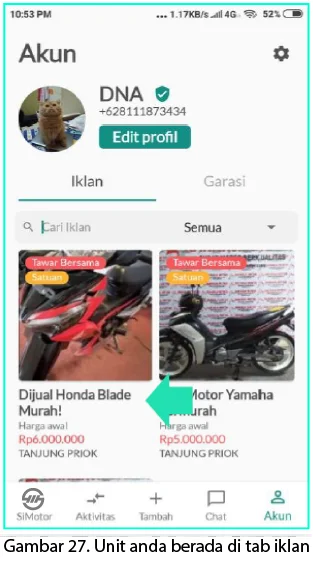 10:53 PM ... 1.17KB/s 4G 52%
Akun
DNA
+628111873434
Edit profil
Iklan Garasi
Cari Iklan Semua
Tawar Bersama Tawar Bersama
Satuan Satuan
Dijual Honda Blade Motor Yamaha
Murah! murah
Harga awal Harga awal
Rp6.000.000 Rp5.000.000
TANJUNG PRIOK TANJUNG PRIOK
SiMotor Aktivitas Tambah Chat Akun
Gambar 27. Unit anda berada di tab iklan